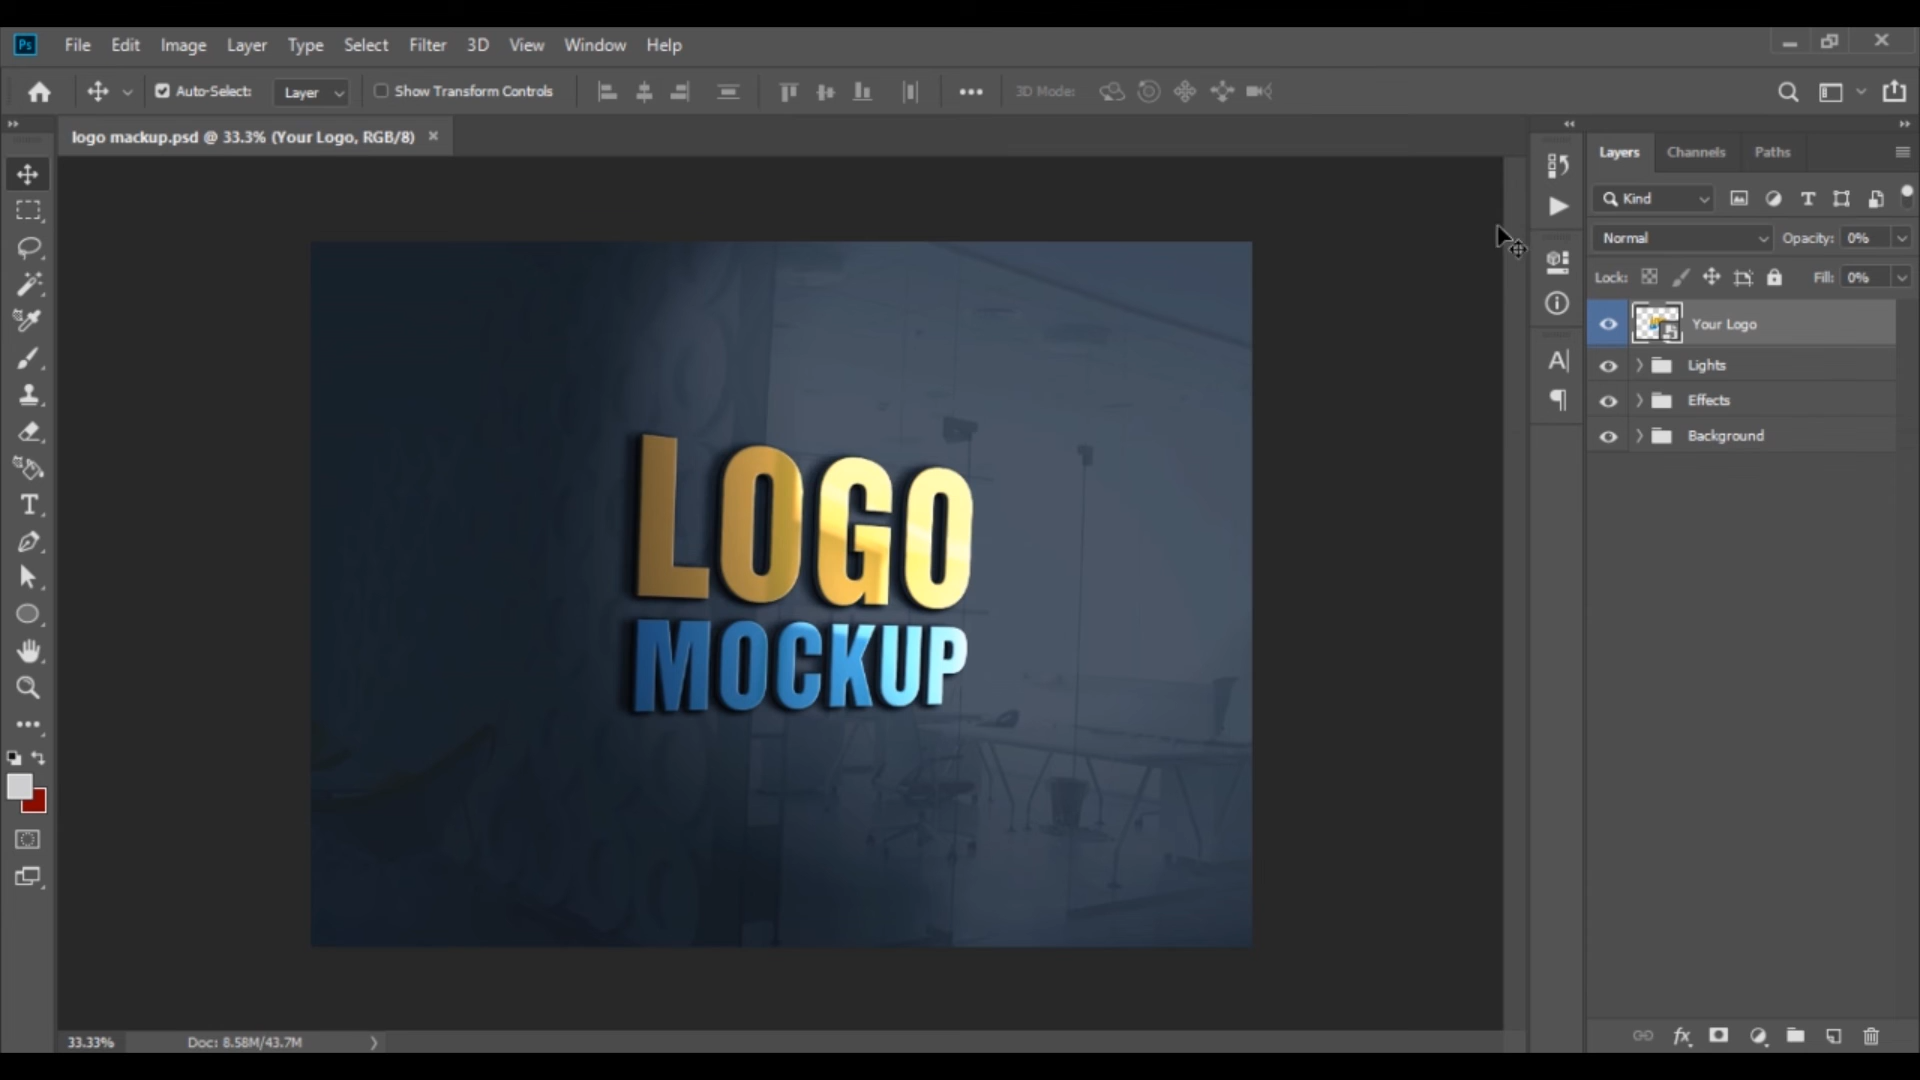 Ps File Edit Image Layer Type Select Filter 3D View Window Help
Auto-Select: Layer Show Transform Controls 3D Mode:
logo mackup.psd @ 33.3% (Your Logo, RGB/8)
Layers Channels Paths
Kind
Normal Opacity: 0%
Lock: Fill: 0%
Your Logo
Lights
Effects
Background
LOGO
MOCKUP
33.33% Doc: 8.58M/43.7M